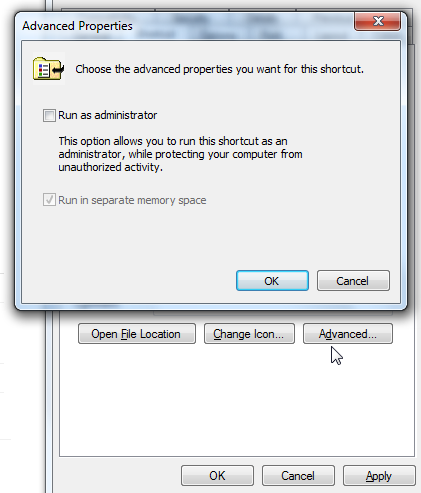 Advanced Properties
Choose the advanced properties you want for this shortcut.
Run as administrator
This option allows you to run this shortcut as an
administrator, while protecting your computer from
unauthorized activity.
Run in separate memory space
OK Cancel
Open File Location Change Icon... Advanced...
OK Cancel Apply